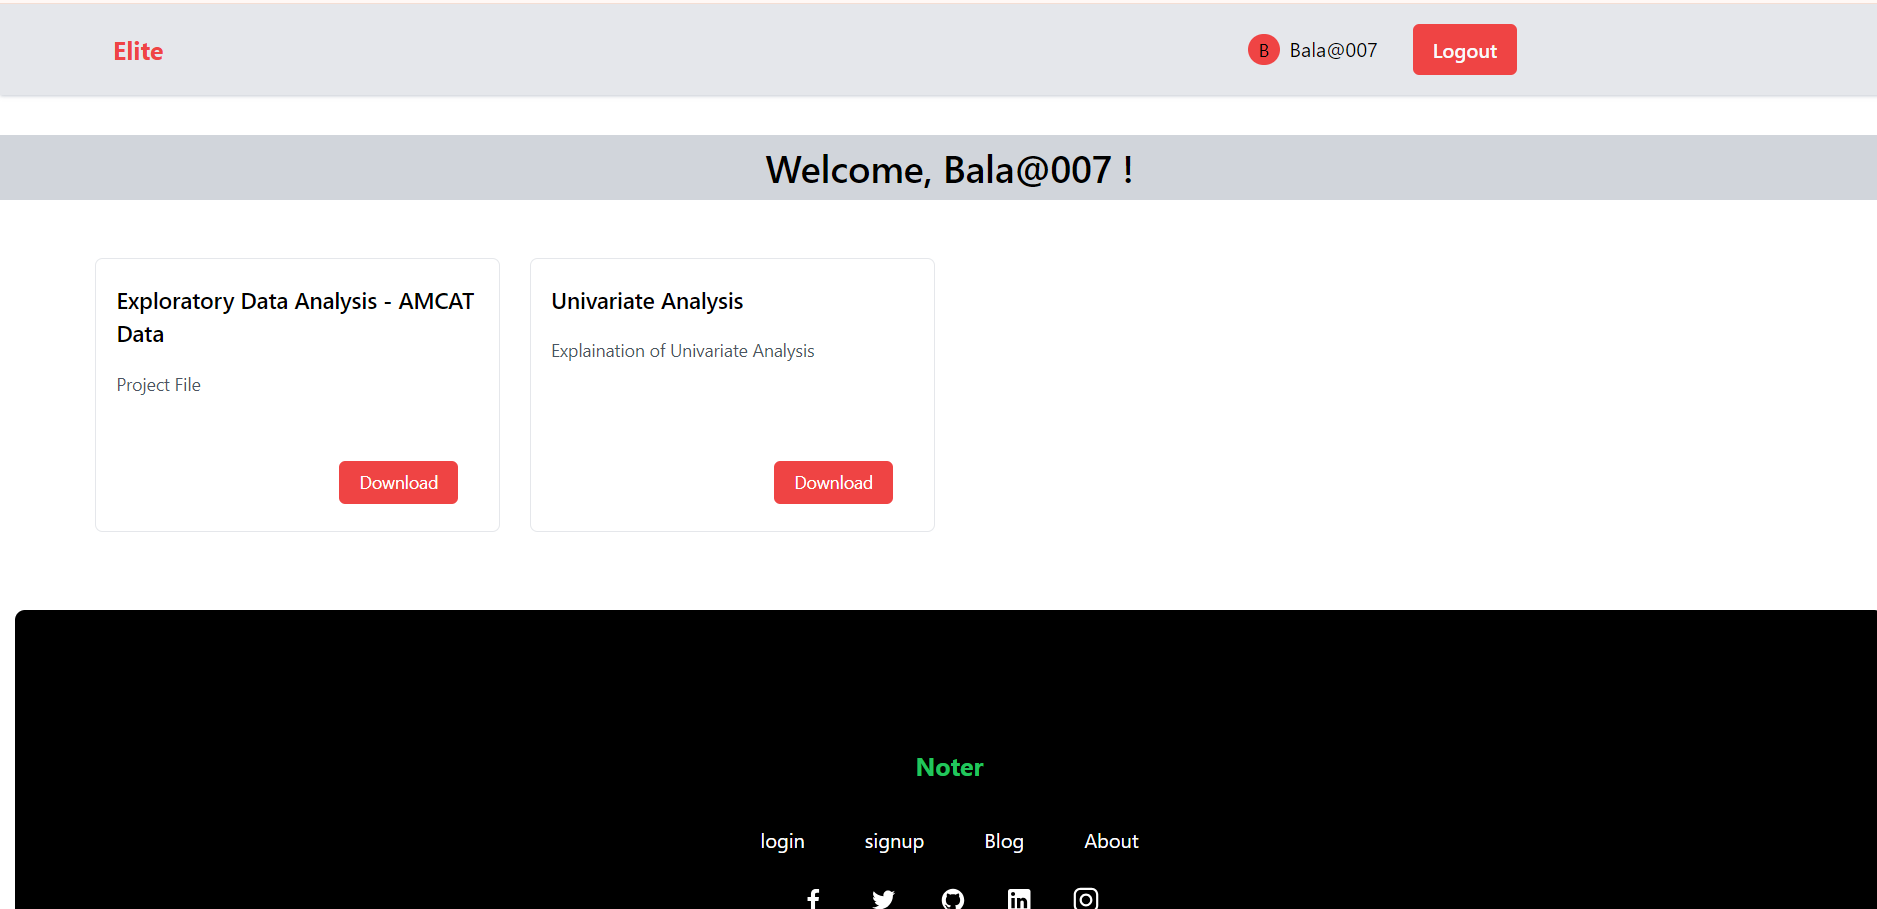 Elite
B Bala@007 Logout
Welcome, Bala@007 !
Exploratory Data Analysis - AMCAT
Data
Project File
Download
Univariate Analysis
Explaination of Univariate Analysis
Download
Noter
login signup Blog About